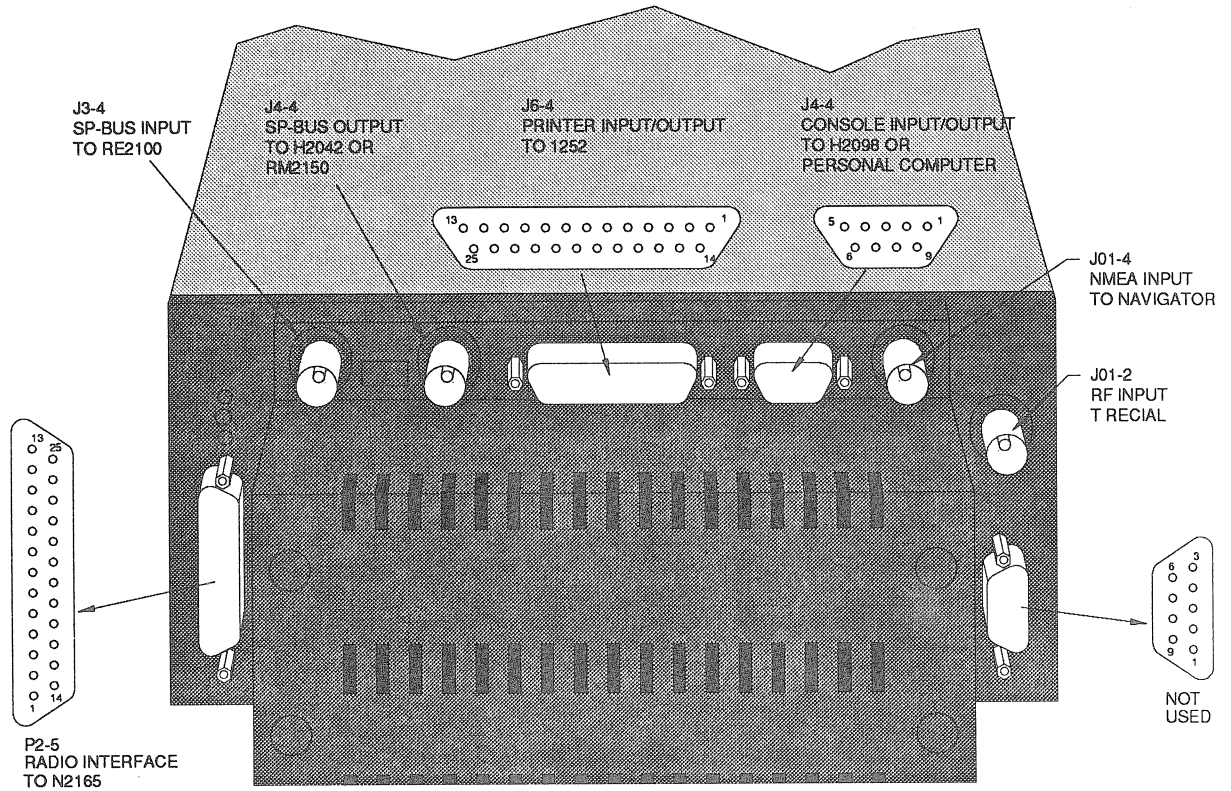 J3-4
SP-BUS INPUT
TO RE2100
J4-4
SP-BUS OUTPUT
TO H2042 OR
RM2150
J6-4
PRINTER INPUT/OUTPUT
TO 1252
J4-4
CONSOLE INPUT/OUTPUT
TO H2098 OR
PERSONAL COMPUTER
13 1
25 14
5 1
6 9
J01-4
NMEA INPUT
TO NAVIGATOR
J01-2
RF INPUT
T RECIAL
13 25
1 14
P2-5
RADIO INTERFACE
TO N2165
6 3
9 1
NOT
USED